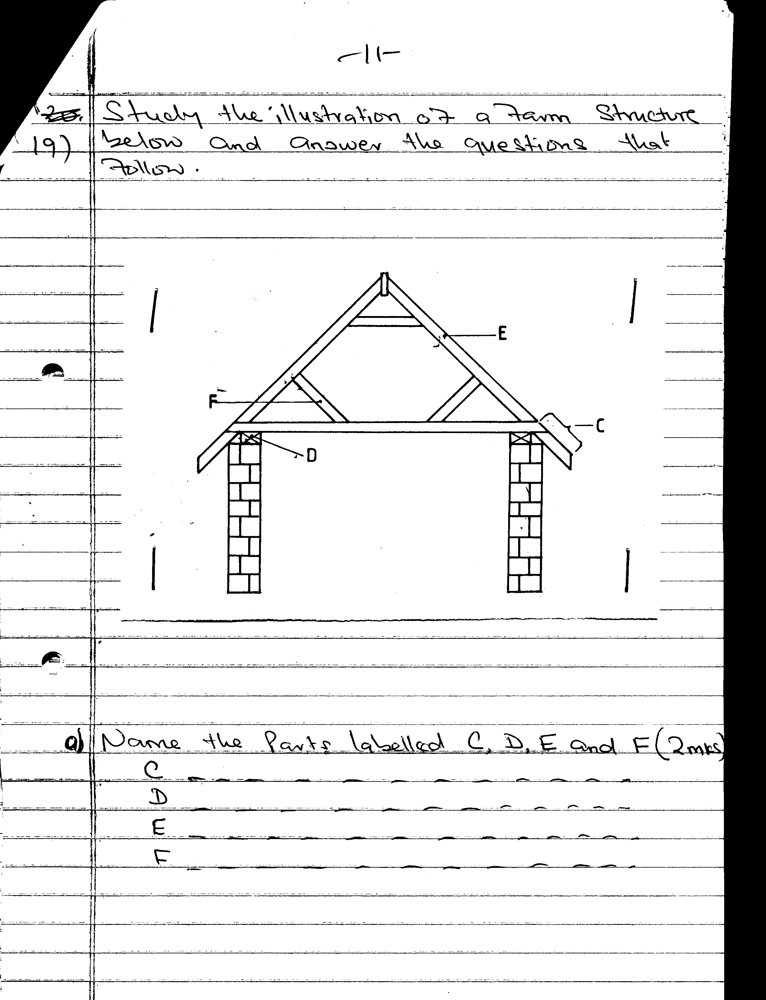 -11-
Study the illustration of a farm structure
19) below and answer the questions that
follow.
E
F
C
D
a) Name the Parts labelled C, D, E and F (2mks)
C
D
E
F